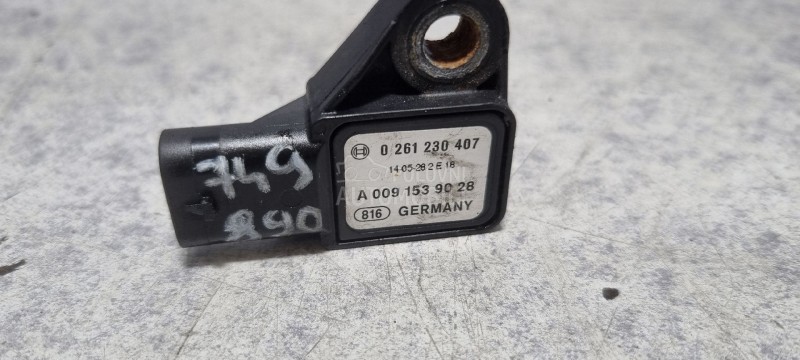 0 261 230 407
14-05-28 2 E 18
A 009 153 90 28
816 GERMANY
749
890